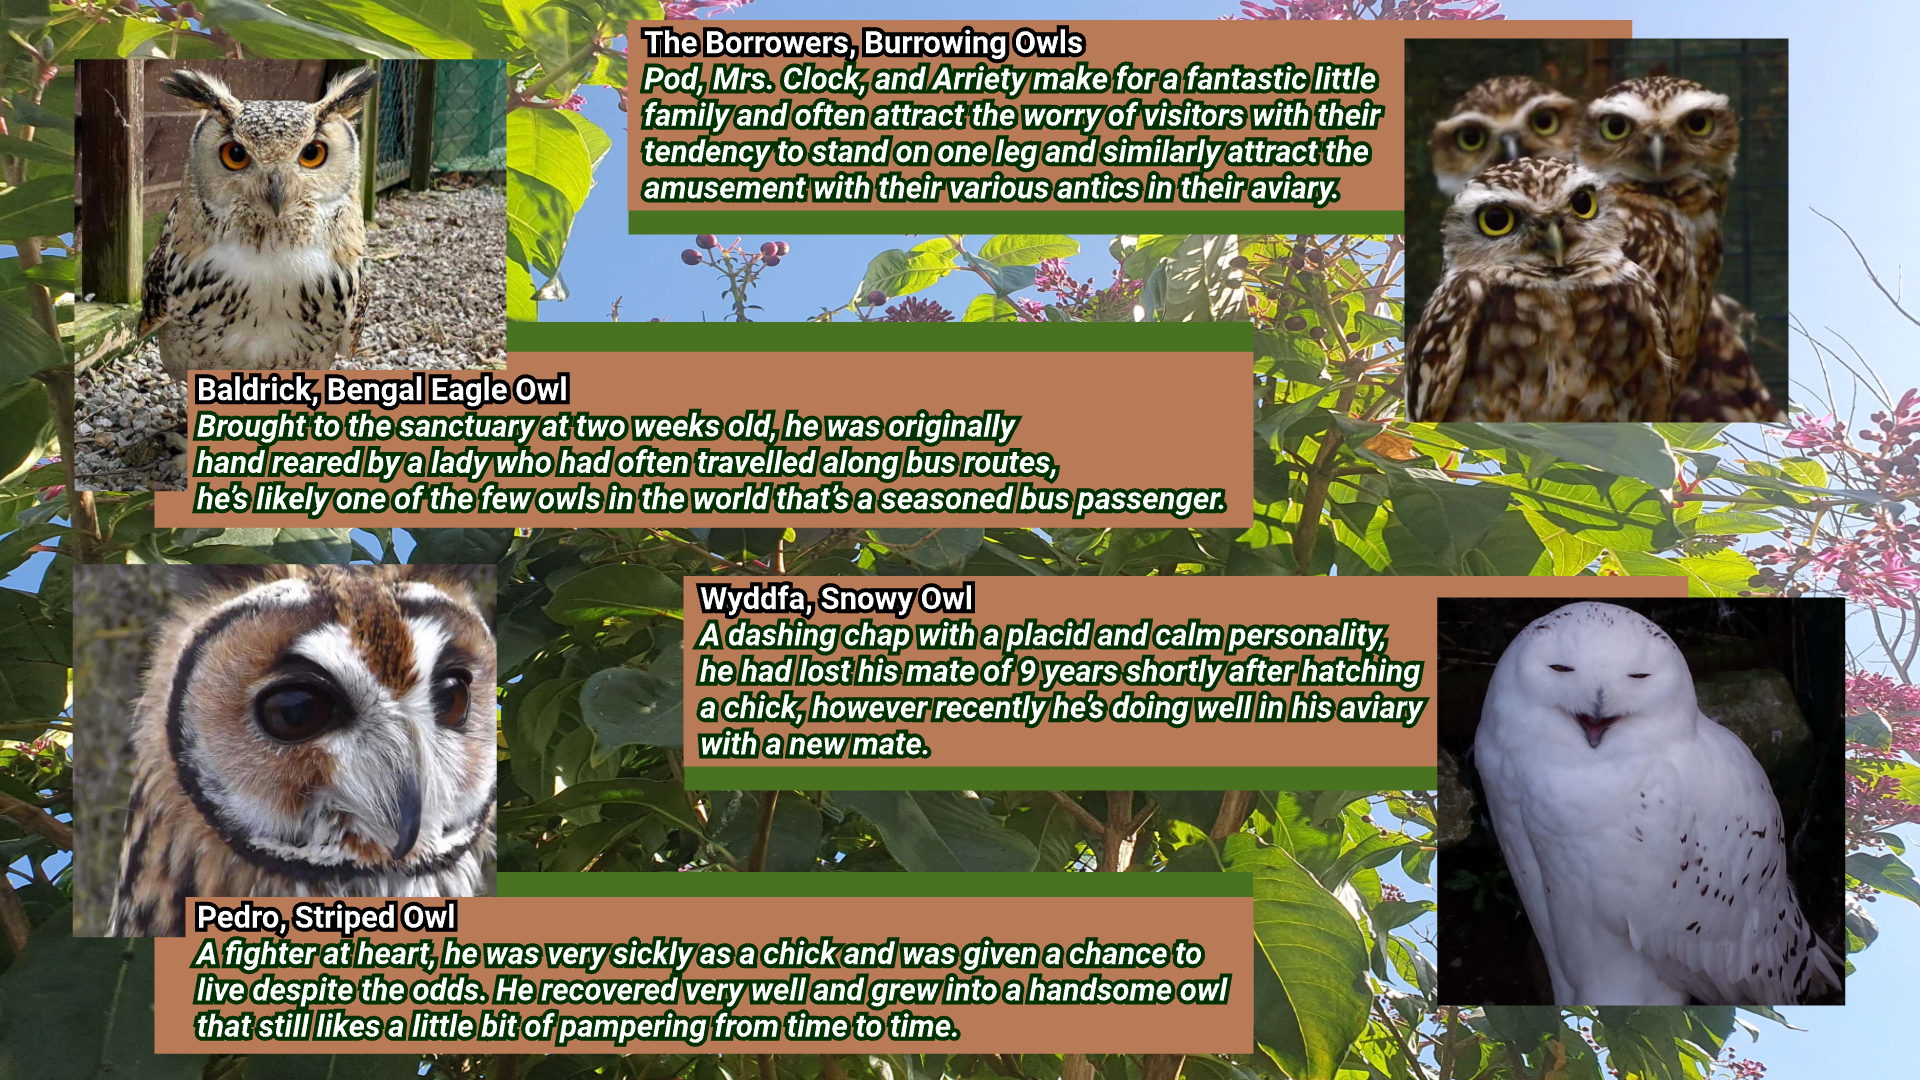 The Borrowers, Burrowing Owls
Pod, Mrs. Clock, and Arriety make for a fantastic little
family and often attract the worry of visitors with their
tendency to stand on one leg and similarly attract the
amusement with their various antics in their aviary.
Baldrick, Bengal Eagle Owl
Brought to the sanctuary at two weeks old, he was originally
hand reared by a lady who had often travelled along bus routes,
he's likely one of the few owls in the world that's a seasoned bus passenger.
Wyddfa, Snowy Owl
A dashing chap with a placid and calm personality,
he had lost his mate of 9 years shortly after hatching
a chick, however recently he's doing well in his aviary
with a new mate.
Pedro, Striped Owl
A fighter at heart, he was very sickly as a chick and was given a chance to
live despite the odds. He recovered very well and grew into a handsome owl
that still likes a little bit of pampering from time to time.